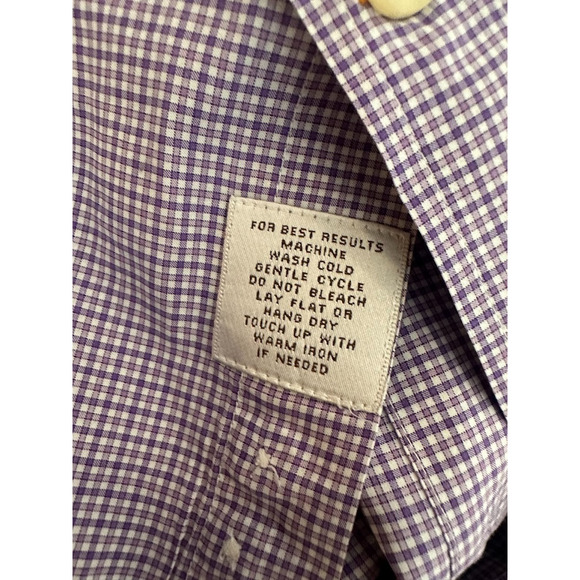 FOR BEST RESULTS
MACHINE
WASH COLD
GENTLE CYCLE
DO NOT BLEACH
LAY FLAT OR
HANG DRY
TOUCH UP WITH
WARM IRON
IF NEEDED